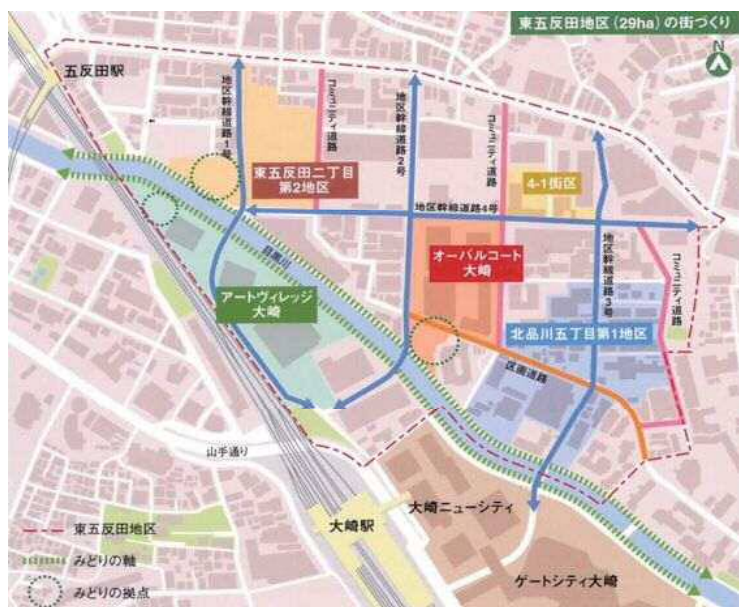 東五反田地区(29ha)の街づくり
N
五反田駅
地区幹線道路1号
コミュニティ道路
地区幹線道路2号
コミュニティ道路
東五反田二丁目
第2地区
4-1街区
地区幹線道路4号
目黒川
オーバルコート
大崎
地区幹線道路3号
コミュニティ道路
アートヴィレッジ
大崎
北品川五丁目第1地区
区画道路
山手通り
大崎駅
大崎ニューシティ
ゲートシティ大崎
東五反田地区
みどりの軸
みどりの拠点